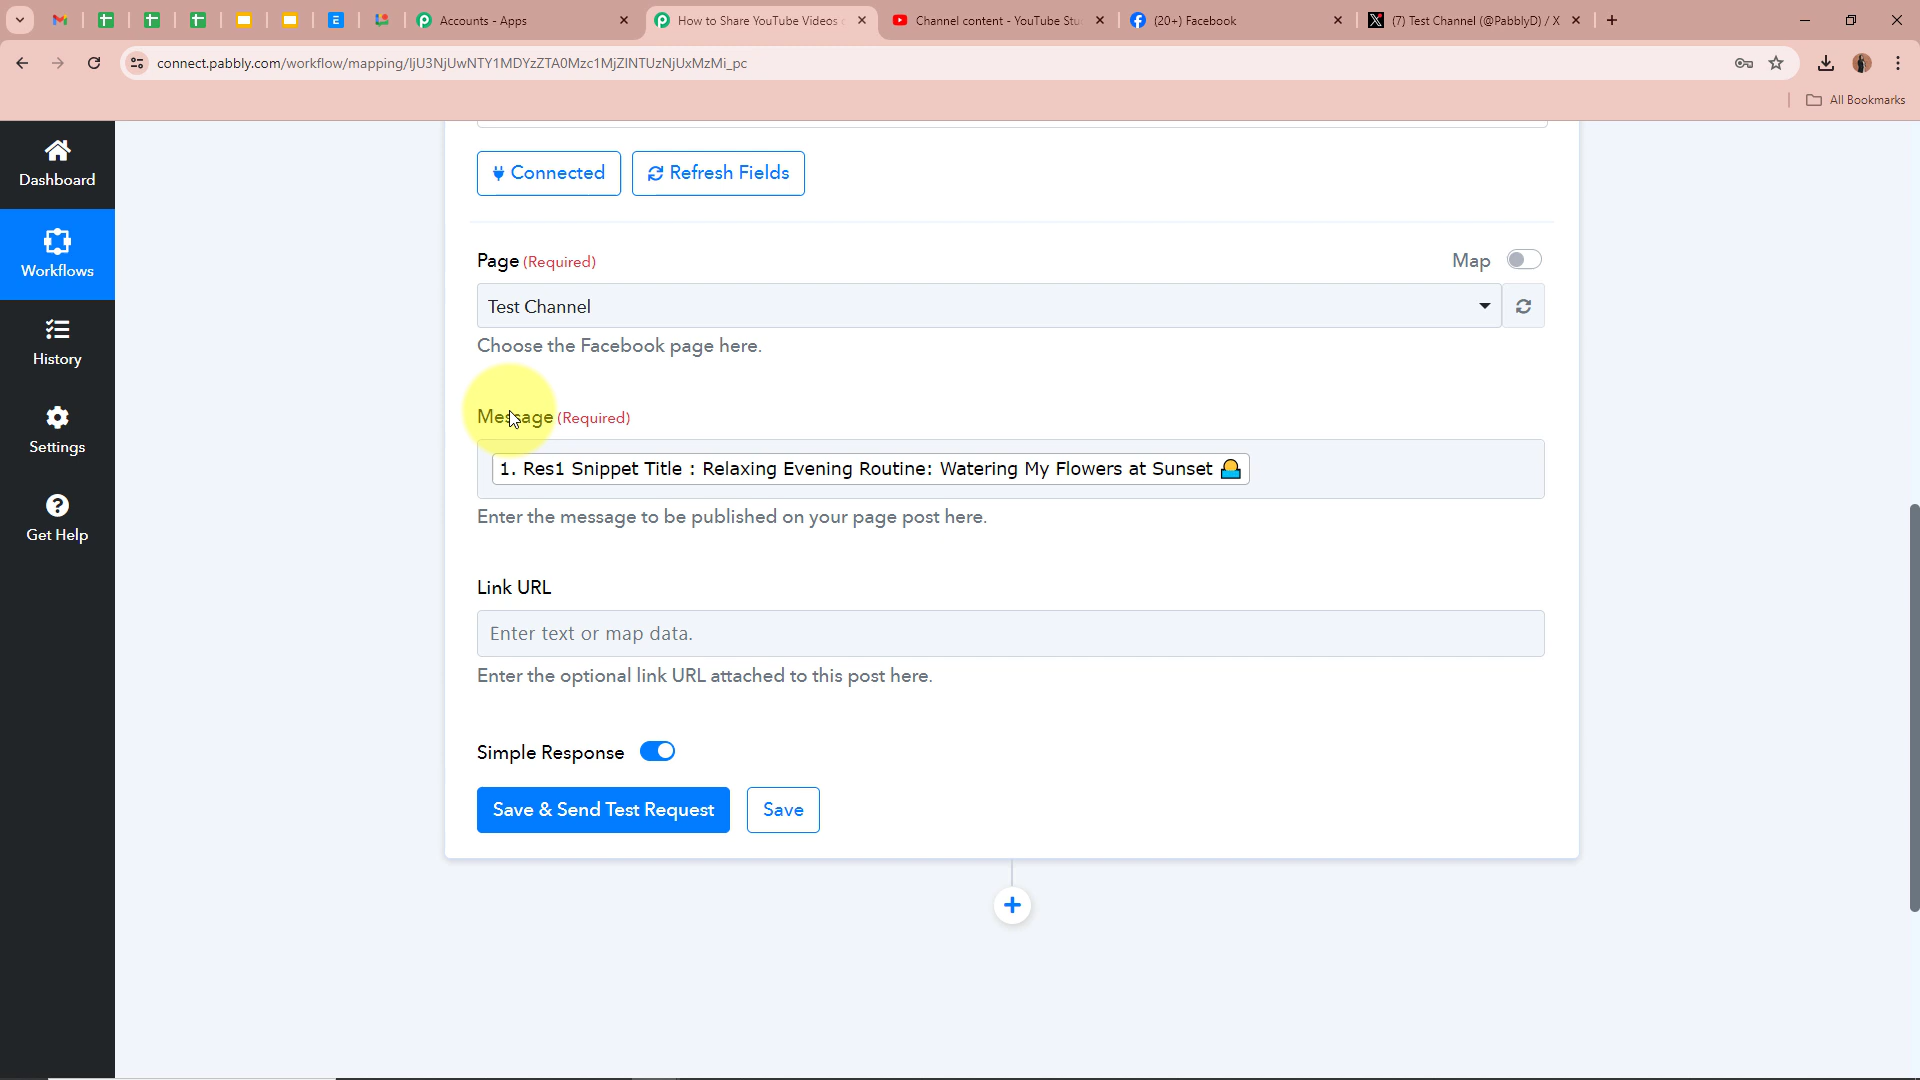 Accounts - Apps
How to Share YouTube Videos
Channel content - YouTube Stu
(20+) Facebook
(7) Test Channel (@PabblyD) / X
connect.pabbly.com/workflow/mapping/IjU3NjUwNTY1MDYzZTA0Mzc1MjZlNTUzNjUxMzMi_pc
All Bookmarks
Dashboard
Workflows
History
Settings
Get Help
Connected
Refresh Fields
Page (Required)
Map
Test Channel
Choose the Facebook page here.
Message (Required)
1. Res1 Snippet Title : Relaxing Evening Routine: Watering My Flowers at Sunset 🌅
Enter the message to be published on your page post here.
Link URL
Enter text or map data.
Enter the optional link URL attached to this post here.
Simple Response
Save & Send Test Request
Save